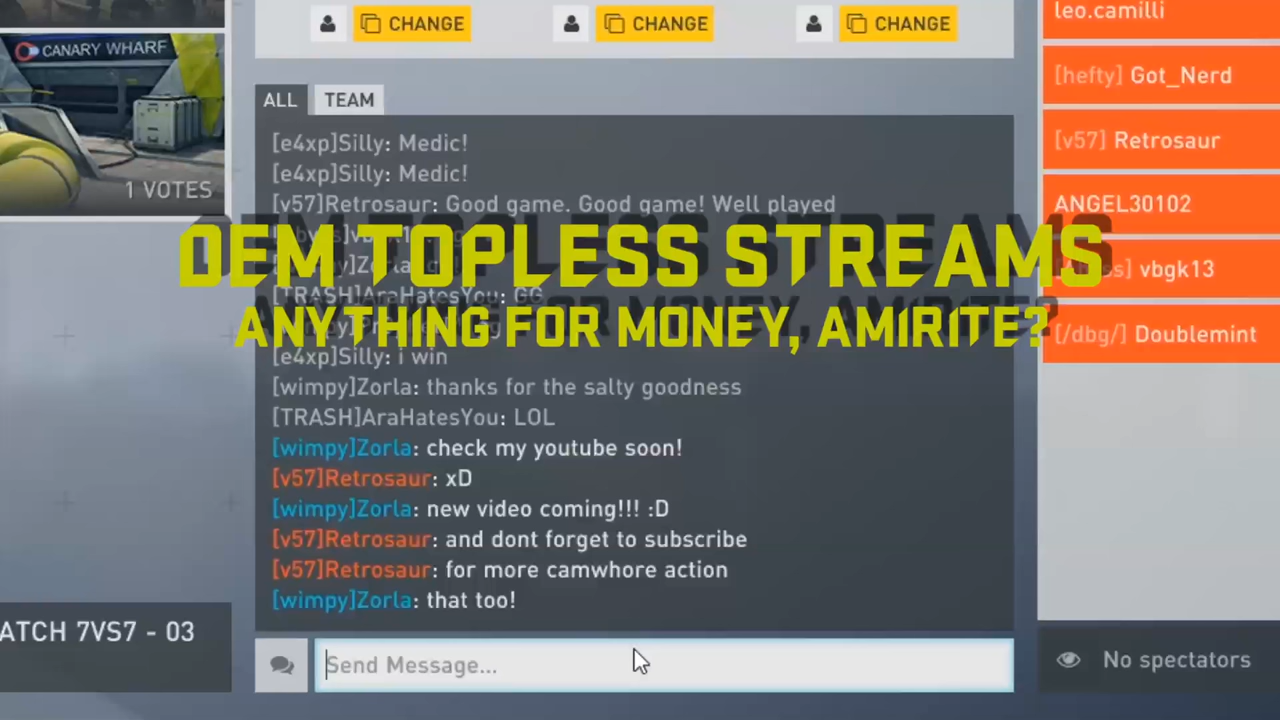 CHANGE
CHANGE
CHANGE
leo.camilli
[hefty] Got_Nerd
[v57] Retrosaur
ANGEL30102
vbgk13
[/dbg/] Doublemint
CANARY WHARF
1 VOTES
ALL
TEAM
[e4xp]Silly: Medic!
[e4xp]Silly: Medic!
[v57]Retrosaur: Good game. Good game! Well played
DEM TOPLESS STREAMS
[TRASH]AraHatesYou: GG
ANYTHING FOR MONEY, AMIRITE?
[e4xp]Silly: i win
[wimpy]Zorla: thanks for the salty goodness
[TRASH]AraHatesYou: LOL
[wimpy]Zorla: check my youtube soon!
[v57]Retrosaur: xD
[wimpy]Zorla: new video coming!!! :D
[v57]Retrosaur: and dont forget to subscribe
[v57]Retrosaur: for more camwhore action
[wimpy]Zorla: that too!
ATCH 7VS7 - 03
Send Message...
No spectators